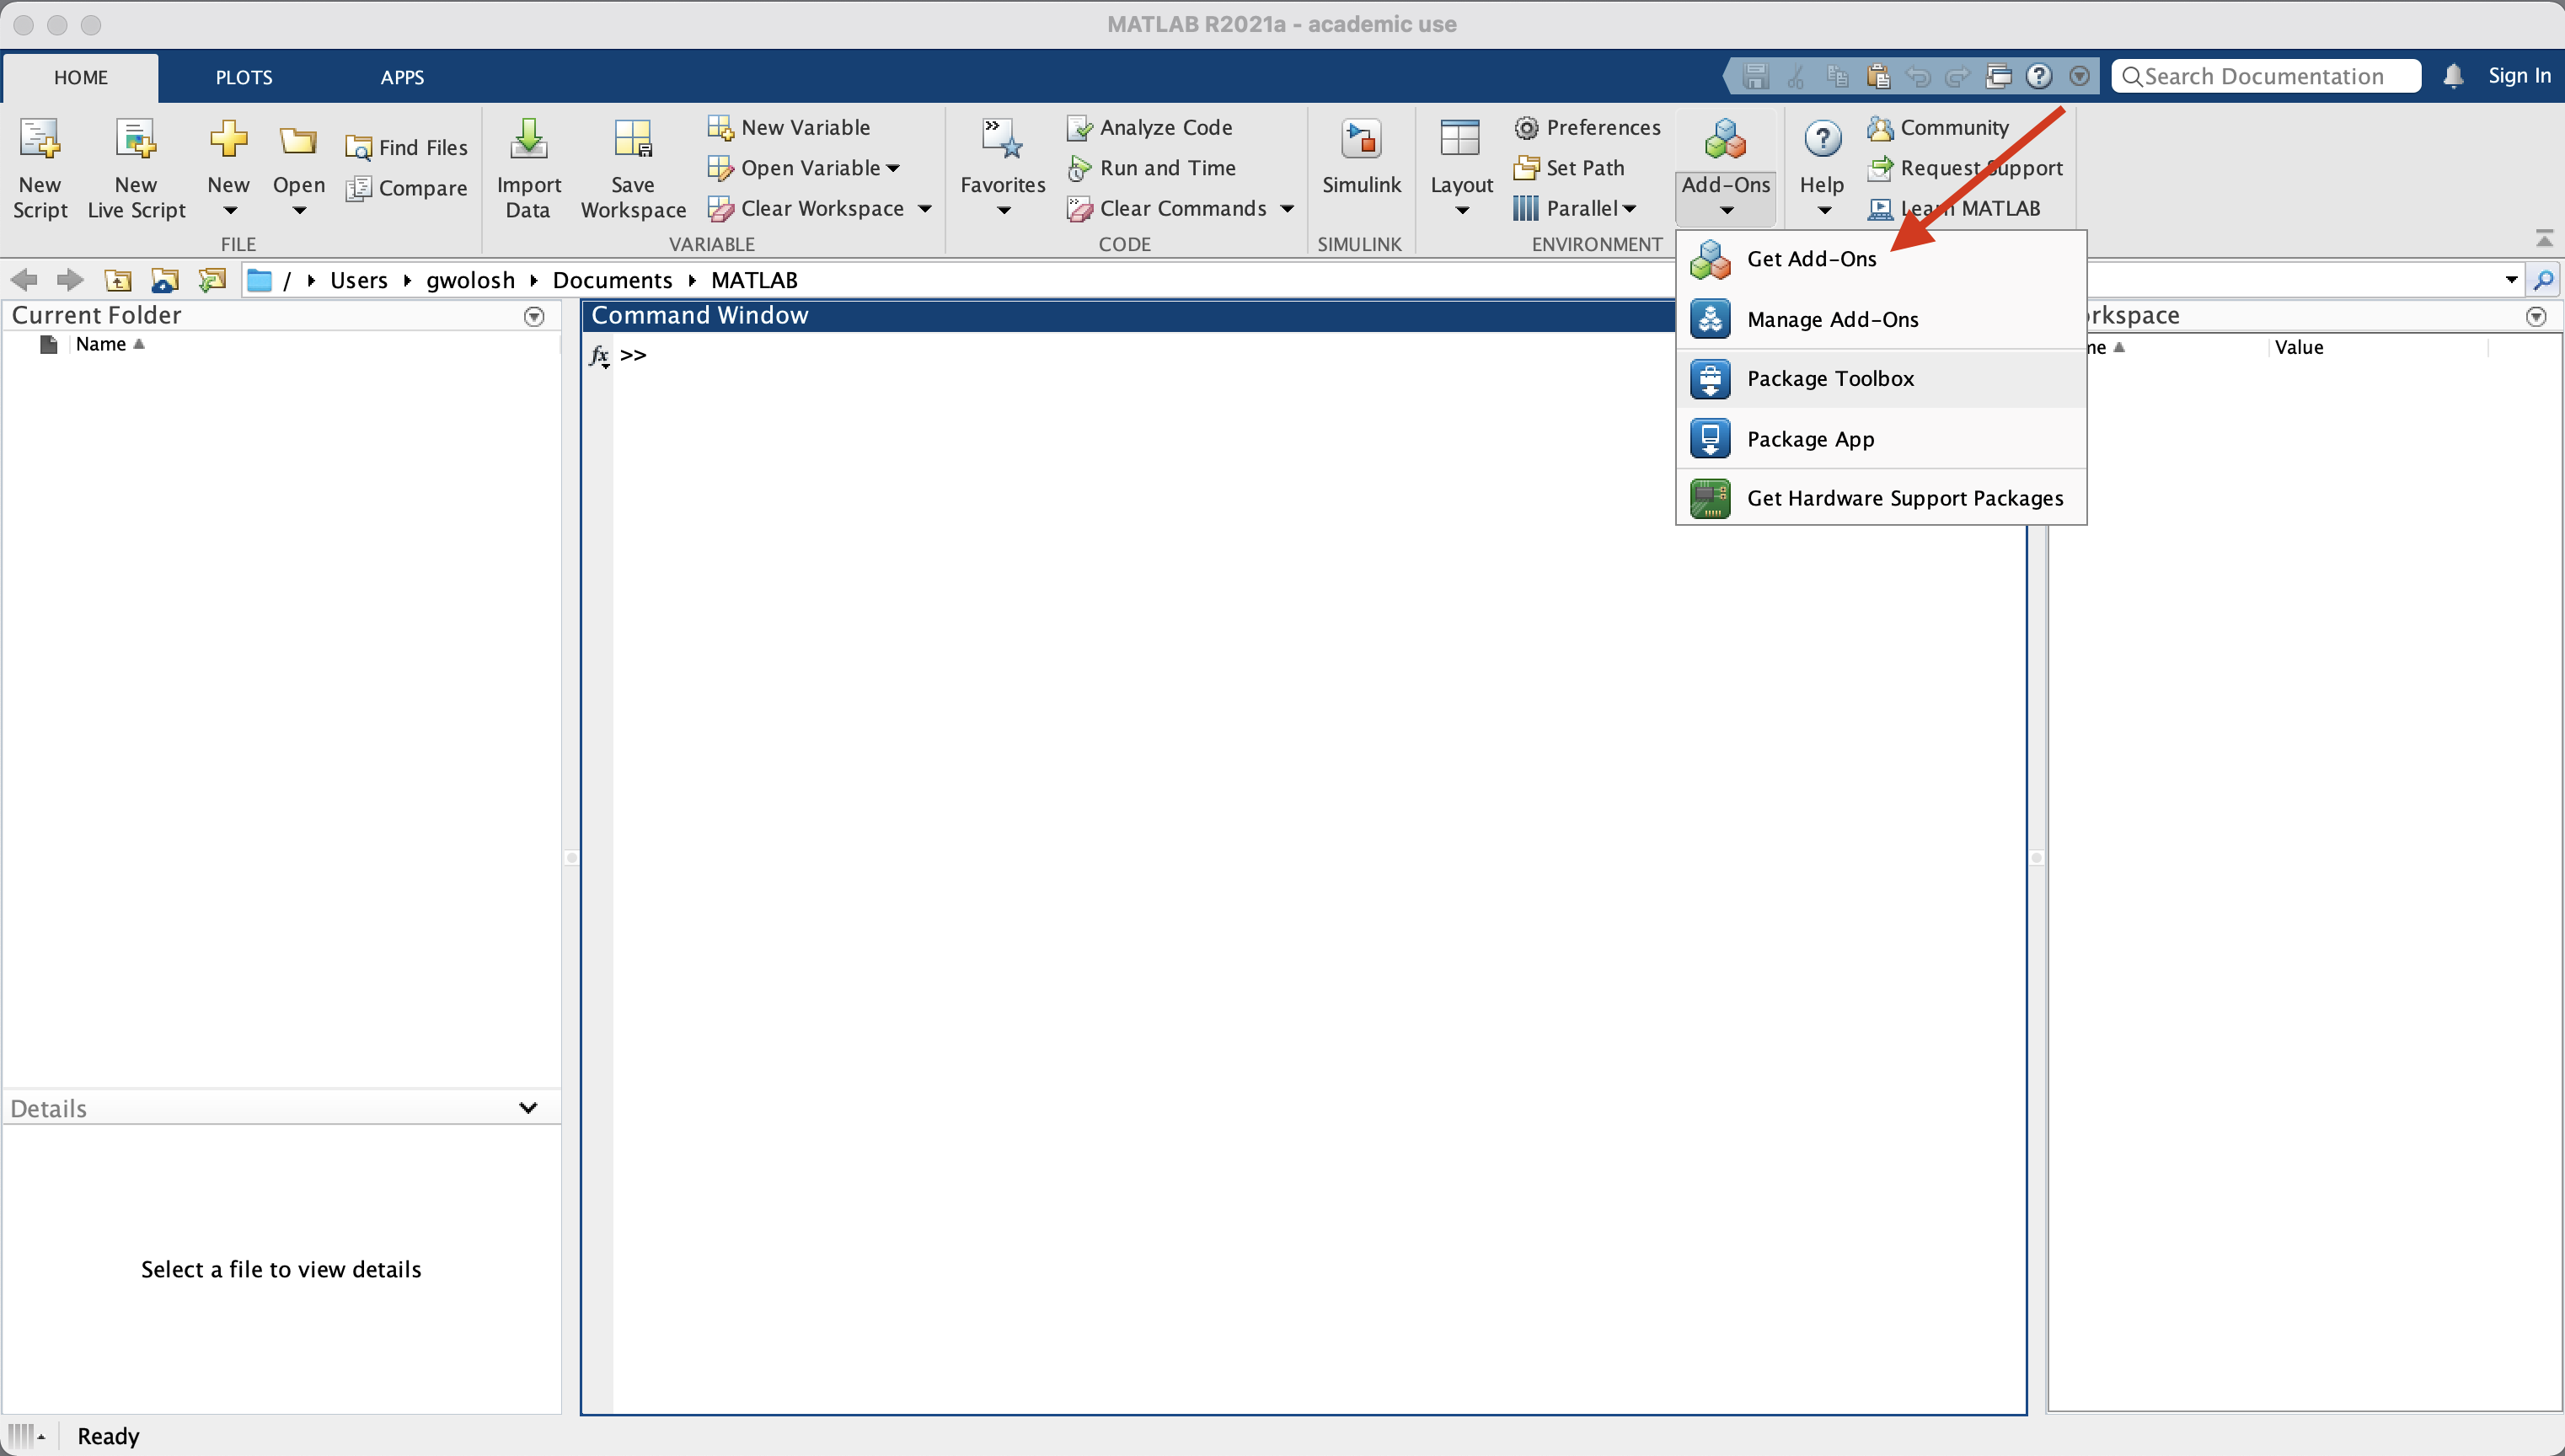 MATLAB R2021a - academic use
HOME PLOTS APPS
Search Documentation Sign In
New Script
New Live Script
New
Open
Find Files
Compare
FILE
Import Data
Save Workspace
New Variable
Open Variable
Clear Workspace
VARIABLE
Favorites
Analyze Code
Run and Time
Clear Commands
CODE
Simulink
SIMULINK
Layout
Preferences
Set Path
Parallel
ENVIRONMENT
Add-Ons
Help
Community
Request Support
Learn MATLAB
Get Add-Ons
Manage Add-Ons
Package Toolbox
Package App
Get Hardware Support Packages
/ Users gwolosh Documents MATLAB
Current Folder
Name
Command Window
fx >>
rkspace
me Value
Details
Select a file to view details
Ready